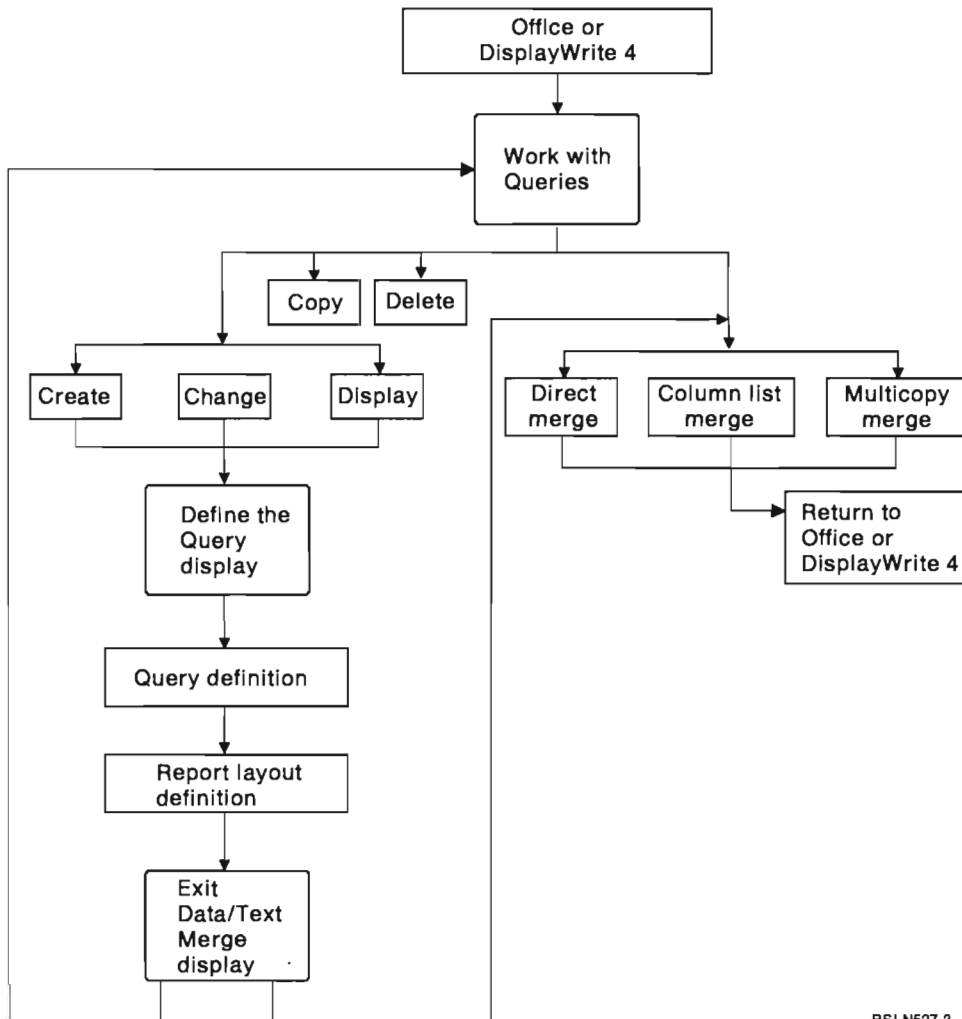 Office or
DisplayWrite 4
Work with
Queries
Copy
Delete
Create
Change
Display
Direct
merge
Column list
merge
Multicopy
merge
Define the
Query
display
Return to
Office or
DisplayWrite 4
Query definition
Report layout
definition
Exit
Data/Text
Merge
display